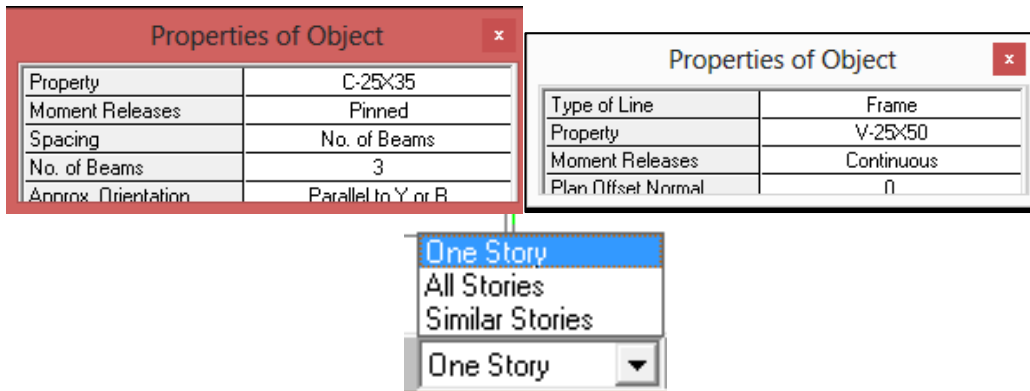 Properties of Object
x
Property C-25X35
Moment Releases Pinned
Spacing No. of Beams
No. of Beams 3
Approx. Orientation Parallel to Y or R
Properties of Object
x
Type of Line Frame
Property V-25X50
Moment Releases Continuous
Plan Offset Normal 0
One Story
All Stories
Similar Stories
One Story